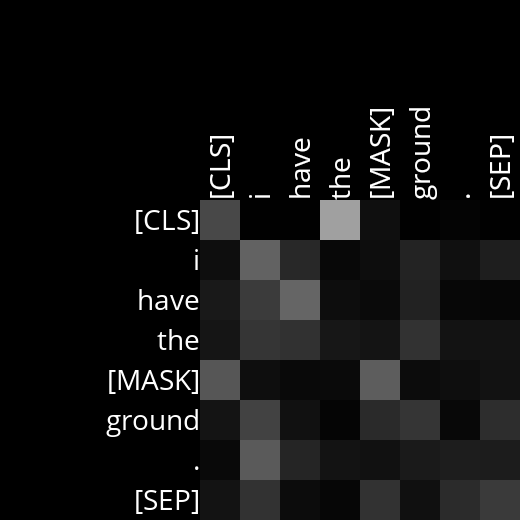 [CLS] i have the [MASK] ground . [SEP]
[CLS]
i
have
the
[MASK]
ground
.
[SEP]